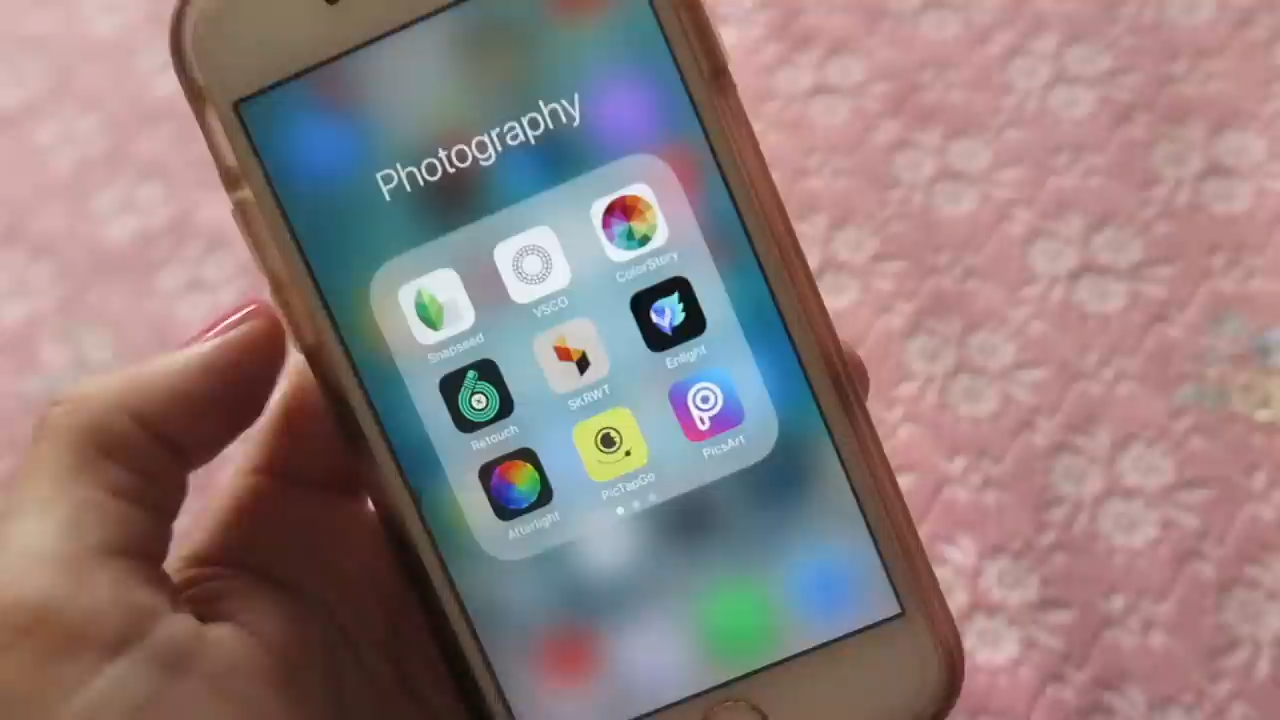 Photography
Snapseed
VSCO
ColorStory
Retouch
SKRWT
Enlight
Afterlight
PicTapGo
PicsArt